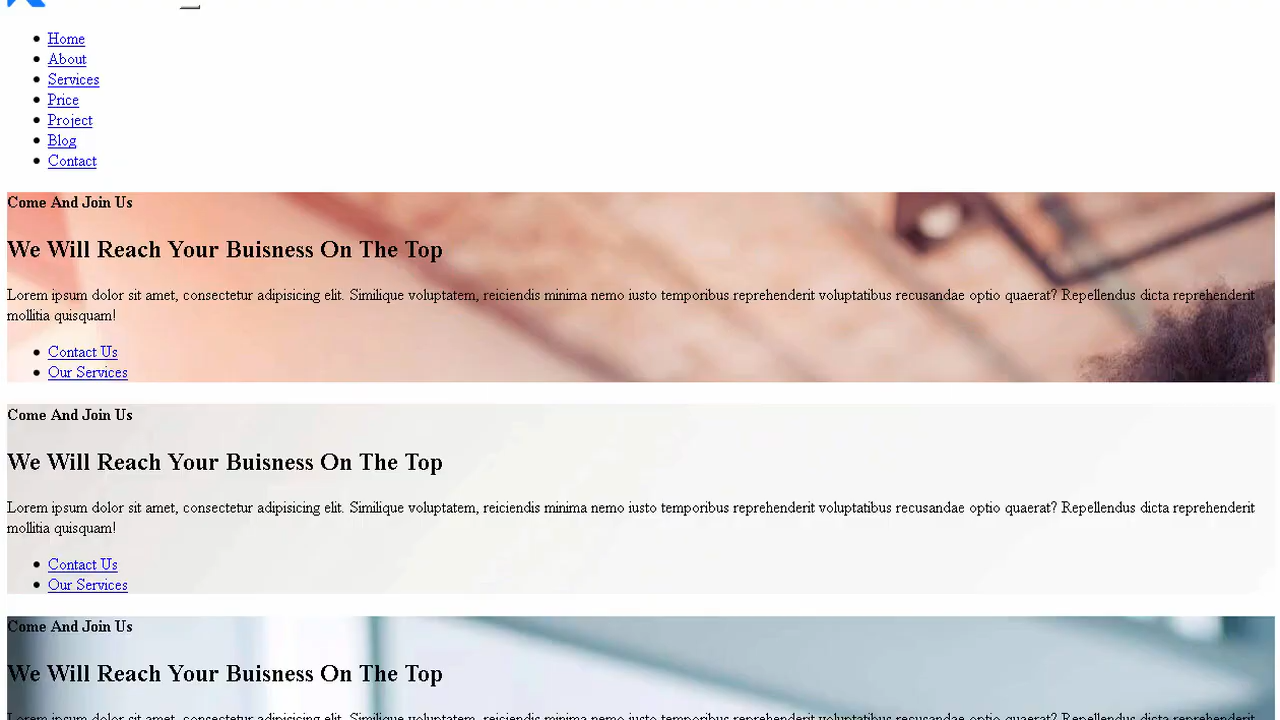 Home
About
Services
Price
Project
Blog
Contact
Come And Join Us
We Will Reach Your Buisness On The Top
Lorem ipsum dolor sit amet, consectetur adipisicing elit. Similique voluptatem, reiciendis minima nemo iusto temporibus reprehenderit voluptatibus recusandae optio quaerat? Repellendus dicta reprehenderit
mollitia quisquam!
Contact Us
Our Services
Come And Join Us
We Will Reach Your Buisness On The Top
Lorem ipsum dolor sit amet, consectetur adipisicing elit. Similique voluptatem, reiciendis minima nemo iusto temporibus reprehenderit voluptatibus recusandae optio quaerat? Repellendus dicta reprehenderit
mollitia quisquam!
Contact Us
Our Services
Come And Join Us
We Will Reach Your Buisness On The Top
Lorem ipsum dolor sit amet, consectetur adipisicing elit. Similique voluptatem, reiciendis minima nemo iusto temporibus reprehenderit voluptatibus recusandae optio quaerat? Repellendus dicta reprehenderit